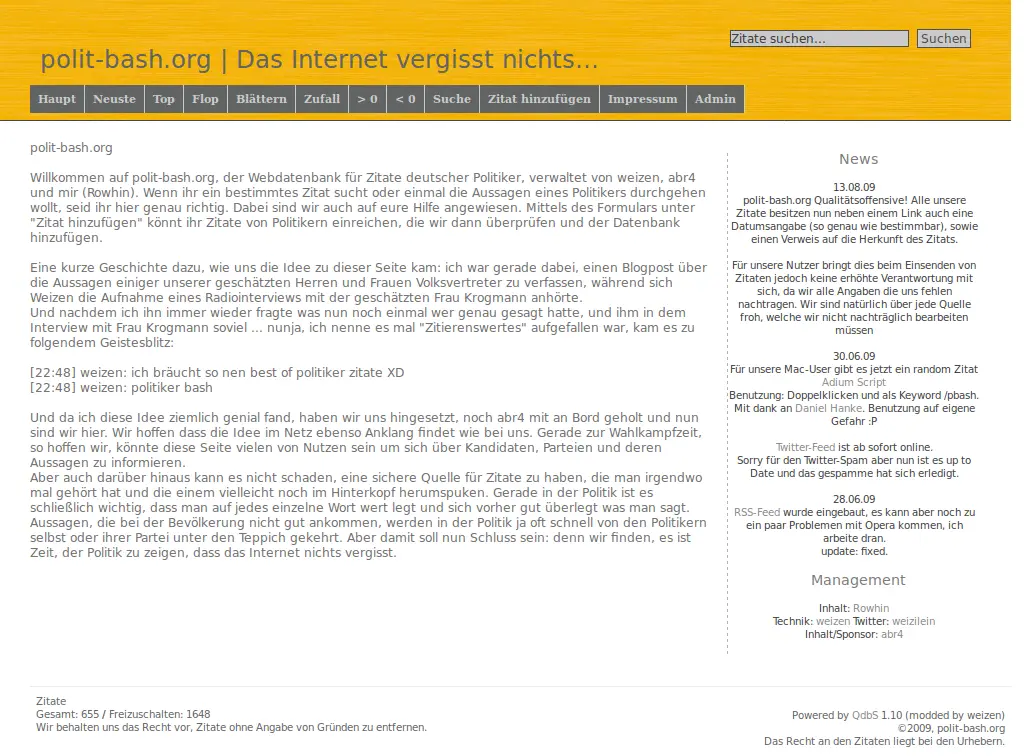 Zitate suchen...
Suchen
polit-bash.org | Das Internet vergisst nichts...
Haupt
Neuste
Top
Flop
Blättern
Zufall
> 0
< 0
Suche
Zitat hinzufügen
Impressum
Admin
polit-bash.org
Willkommen auf polit-bash.org, der Webdatenbank für Zitate deutscher Politiker, verwaltet von weizen, abr4
und mir (Rowhin). Wenn ihr ein bestimmtes Zitat sucht oder einmal die Aussagen eines Politikers durchgehen
wollt, seid ihr hier genau richtig. Dabei sind wir auch auf eure Hilfe angewiesen. Mittels des Formulars unter
"Zitat hinzufügen" könnt ihr Zitate von Politikern einreichen, die wir dann überprüfen und der Datenbank
hinzufügen.
Eine kurze Geschichte dazu, wie uns die Idee zu dieser Seite kam: ich war gerade dabei, einen Blogpost über
die Aussagen einiger unserer geschätzten Herren und Frauen Volksvertreter zu verfassen, während sich
Weizen die Aufnahme eines Radiointerviews mit der geschätzten Frau Krogmann anhörte.
Und nachdem ich ihn immer wieder fragte was nun noch einmal wer genau gesagt hatte, und ihm in dem
Interview mit Frau Krogmann soviel ... nunja, ich nenne es mal "Zitierenswertes" aufgefallen war, kam es zu
folgendem Geistesblitz:
[22:48] weizen: ich bräucht so nen best of politiker zitate XD
[22:48] weizen: politiker bash
Und da ich diese Idee ziemlich genial fand, haben wir uns hingesetzt, noch abr4 mit an Bord geholt und nun
sind wir hier. Wir hoffen dass die Idee im Netz ebenso Anklang findet wie bei uns. Gerade zur Wahlkampfzeit,
so hoffen wir, könnte diese Seite vielen von Nutzen sein um sich über Kandidaten, Parteien und deren
Aussagen zu informieren.
Aber auch darüber hinaus kann es nicht schaden, eine sichere Quelle für Zitate zu haben, die man irgendwo
mal gehört hat und die einem vielleicht noch im Hinterkopf herumspuken. Gerade in der Politik ist es
schließlich wichtig, dass man auf jedes einzelne Wort wert legt und sich vorher gut überlegt was man sagt.
Aussagen, die bei der Bevölkerung nicht gut ankommen, werden in der Politik ja oft schnell von den Politikern
selbst oder ihrer Partei unter den Teppich gekehrt. Aber damit soll nun Schluss sein: denn wir finden, es ist
Zeit, der Politik zu zeigen, dass das Internet nichts vergisst.
News
13.08.09
polit-bash.org Qualitätsoffensive! Alle unsere
Zitate besitzen nun neben einem Link auch eine
Datumsangabe (so genau wie bestimmbar), sowie
einen Verweis auf die Herkunft des Zitats.
Für unsere Nutzer bringt dies beim Einsenden von
Zitaten jedoch keine erhöhte Verantwortung mit
sich, da wir alle Angaben die uns fehlen
nachtragen. Wir sind natürlich über jede Quelle
froh, welche wir nicht nachträglich bearbeiten
müssen
30.06.09
Für unsere Mac-User gibt es jetzt ein random Zitat
Adium Script
Benutzung: Doppelklicken und als Keyword /pbash.
Mit dank an Daniel Hanke. Benutzung auf eigene
Gefahr :P
Twitter-Feed ist ab sofort online.
Sorry für den Twitter-Spam aber nun ist es up to
Date und das gespamme hat sich erledigt.
28.06.09
RSS-Feed wurde eingebaut, es kann aber noch zu
ein paar Problemen mit Opera kommen, ich
arbeite dran.
update: fixed.
Management
Inhalt: Rowhin
Technik: weizen Twitter: weizilein
Inhalt/Sponsor: abr4
Zitate
Gesamt: 655 / Freizuschalten: 1648
Wir behalten uns das Recht vor, Zitate ohne Angabe von Gründen zu entfernen.
Powered by QdbS 1.10 (modded by weizen)
©2009, polit-bash.org
Das Recht an den Zitaten liegt bei den Urhebern.